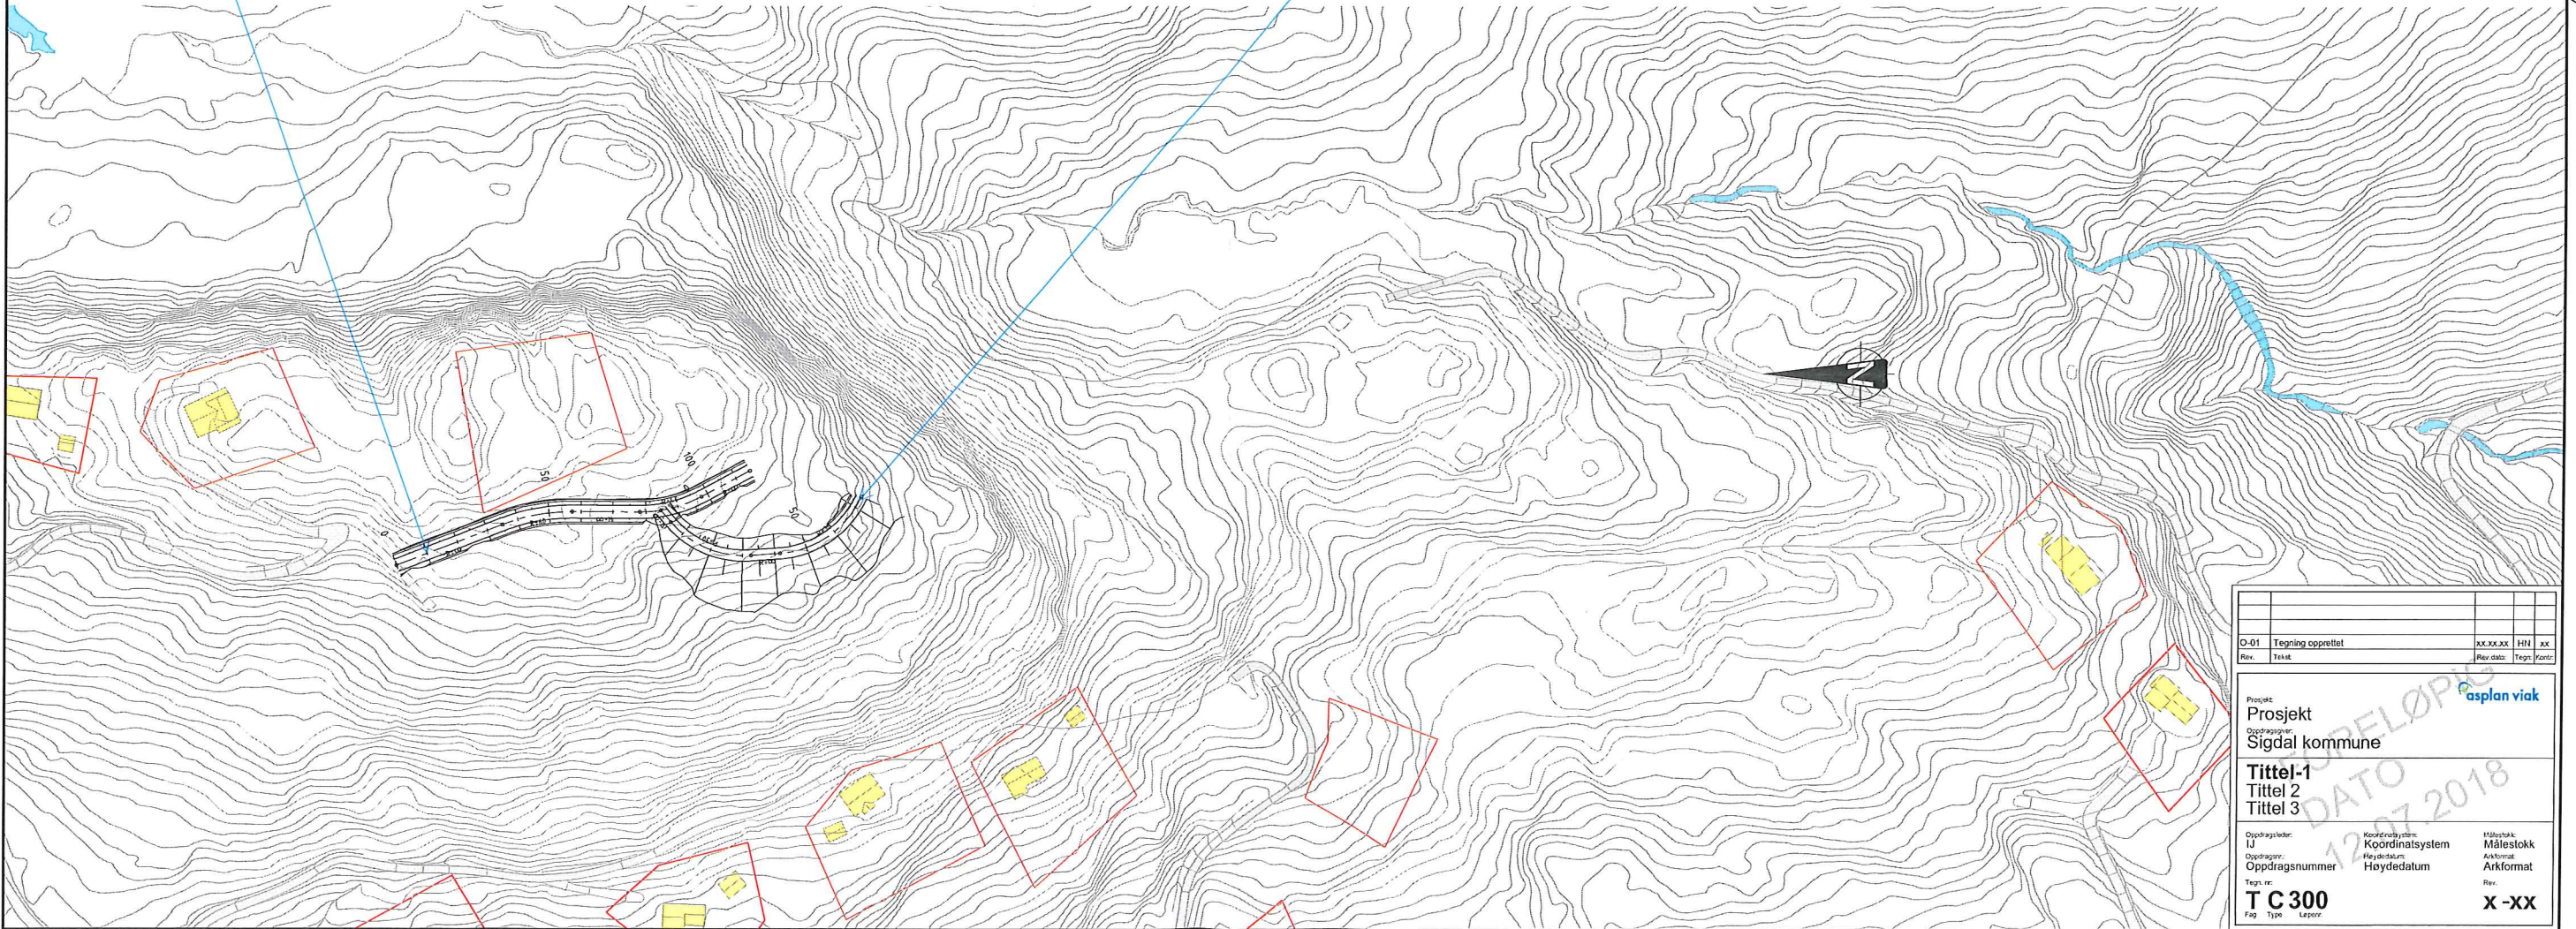 50
100
0
50
0
N
O-01 Tegning opprettet xx.xx.xx HN xx
Rev. Tekst Rev.dato: Tegn: Kontr:
asplan viak
Prosjekt:
Prosjekt
Oppdragsgiver:
Sigdal kommune
FORELØPIG
DATO
12.07.2018
Tittel-1
Tittel 2
Tittel 3
Oppdragsleder: Koordinatsystem: Målestokk:
IJ Koordinatsystem Målestokk
Oppdragsnr.: Høydedatum: Arkformat:
Oppdragsnummer Høydedatum Arkformat
Tegn. nr: Rev.
T C 300 X -XX
Fag Type Løpenr.